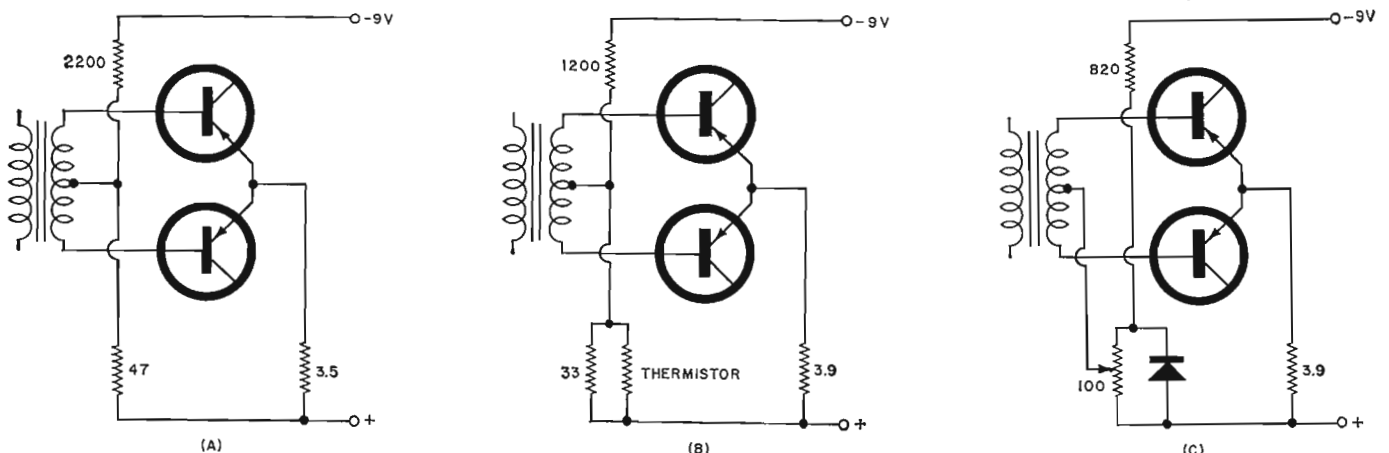 -9V
2200
47
3.5
+
(A)
-9V
1200
33
THERMISTOR
3.9
+
(B)
-9V
820
100
3.9
+
(C)